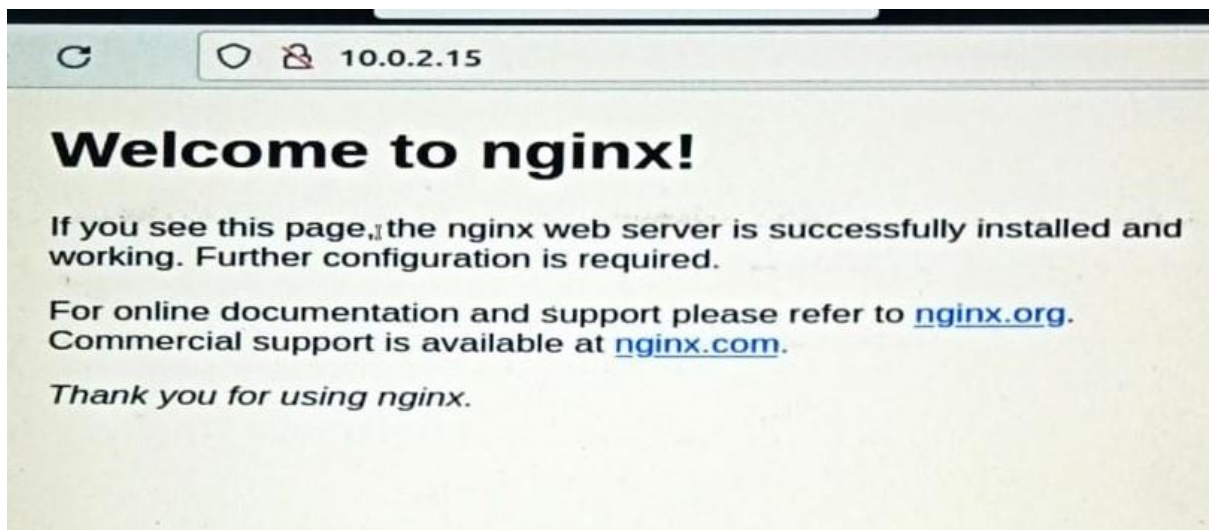 10.0.2.15
Welcome to nginx!
If you see this page, the nginx web server is successfully installed and
working. Further configuration is required.
For online documentation and support please refer to nginx.org.
Commercial support is available at nginx.com.
Thank you for using nginx.